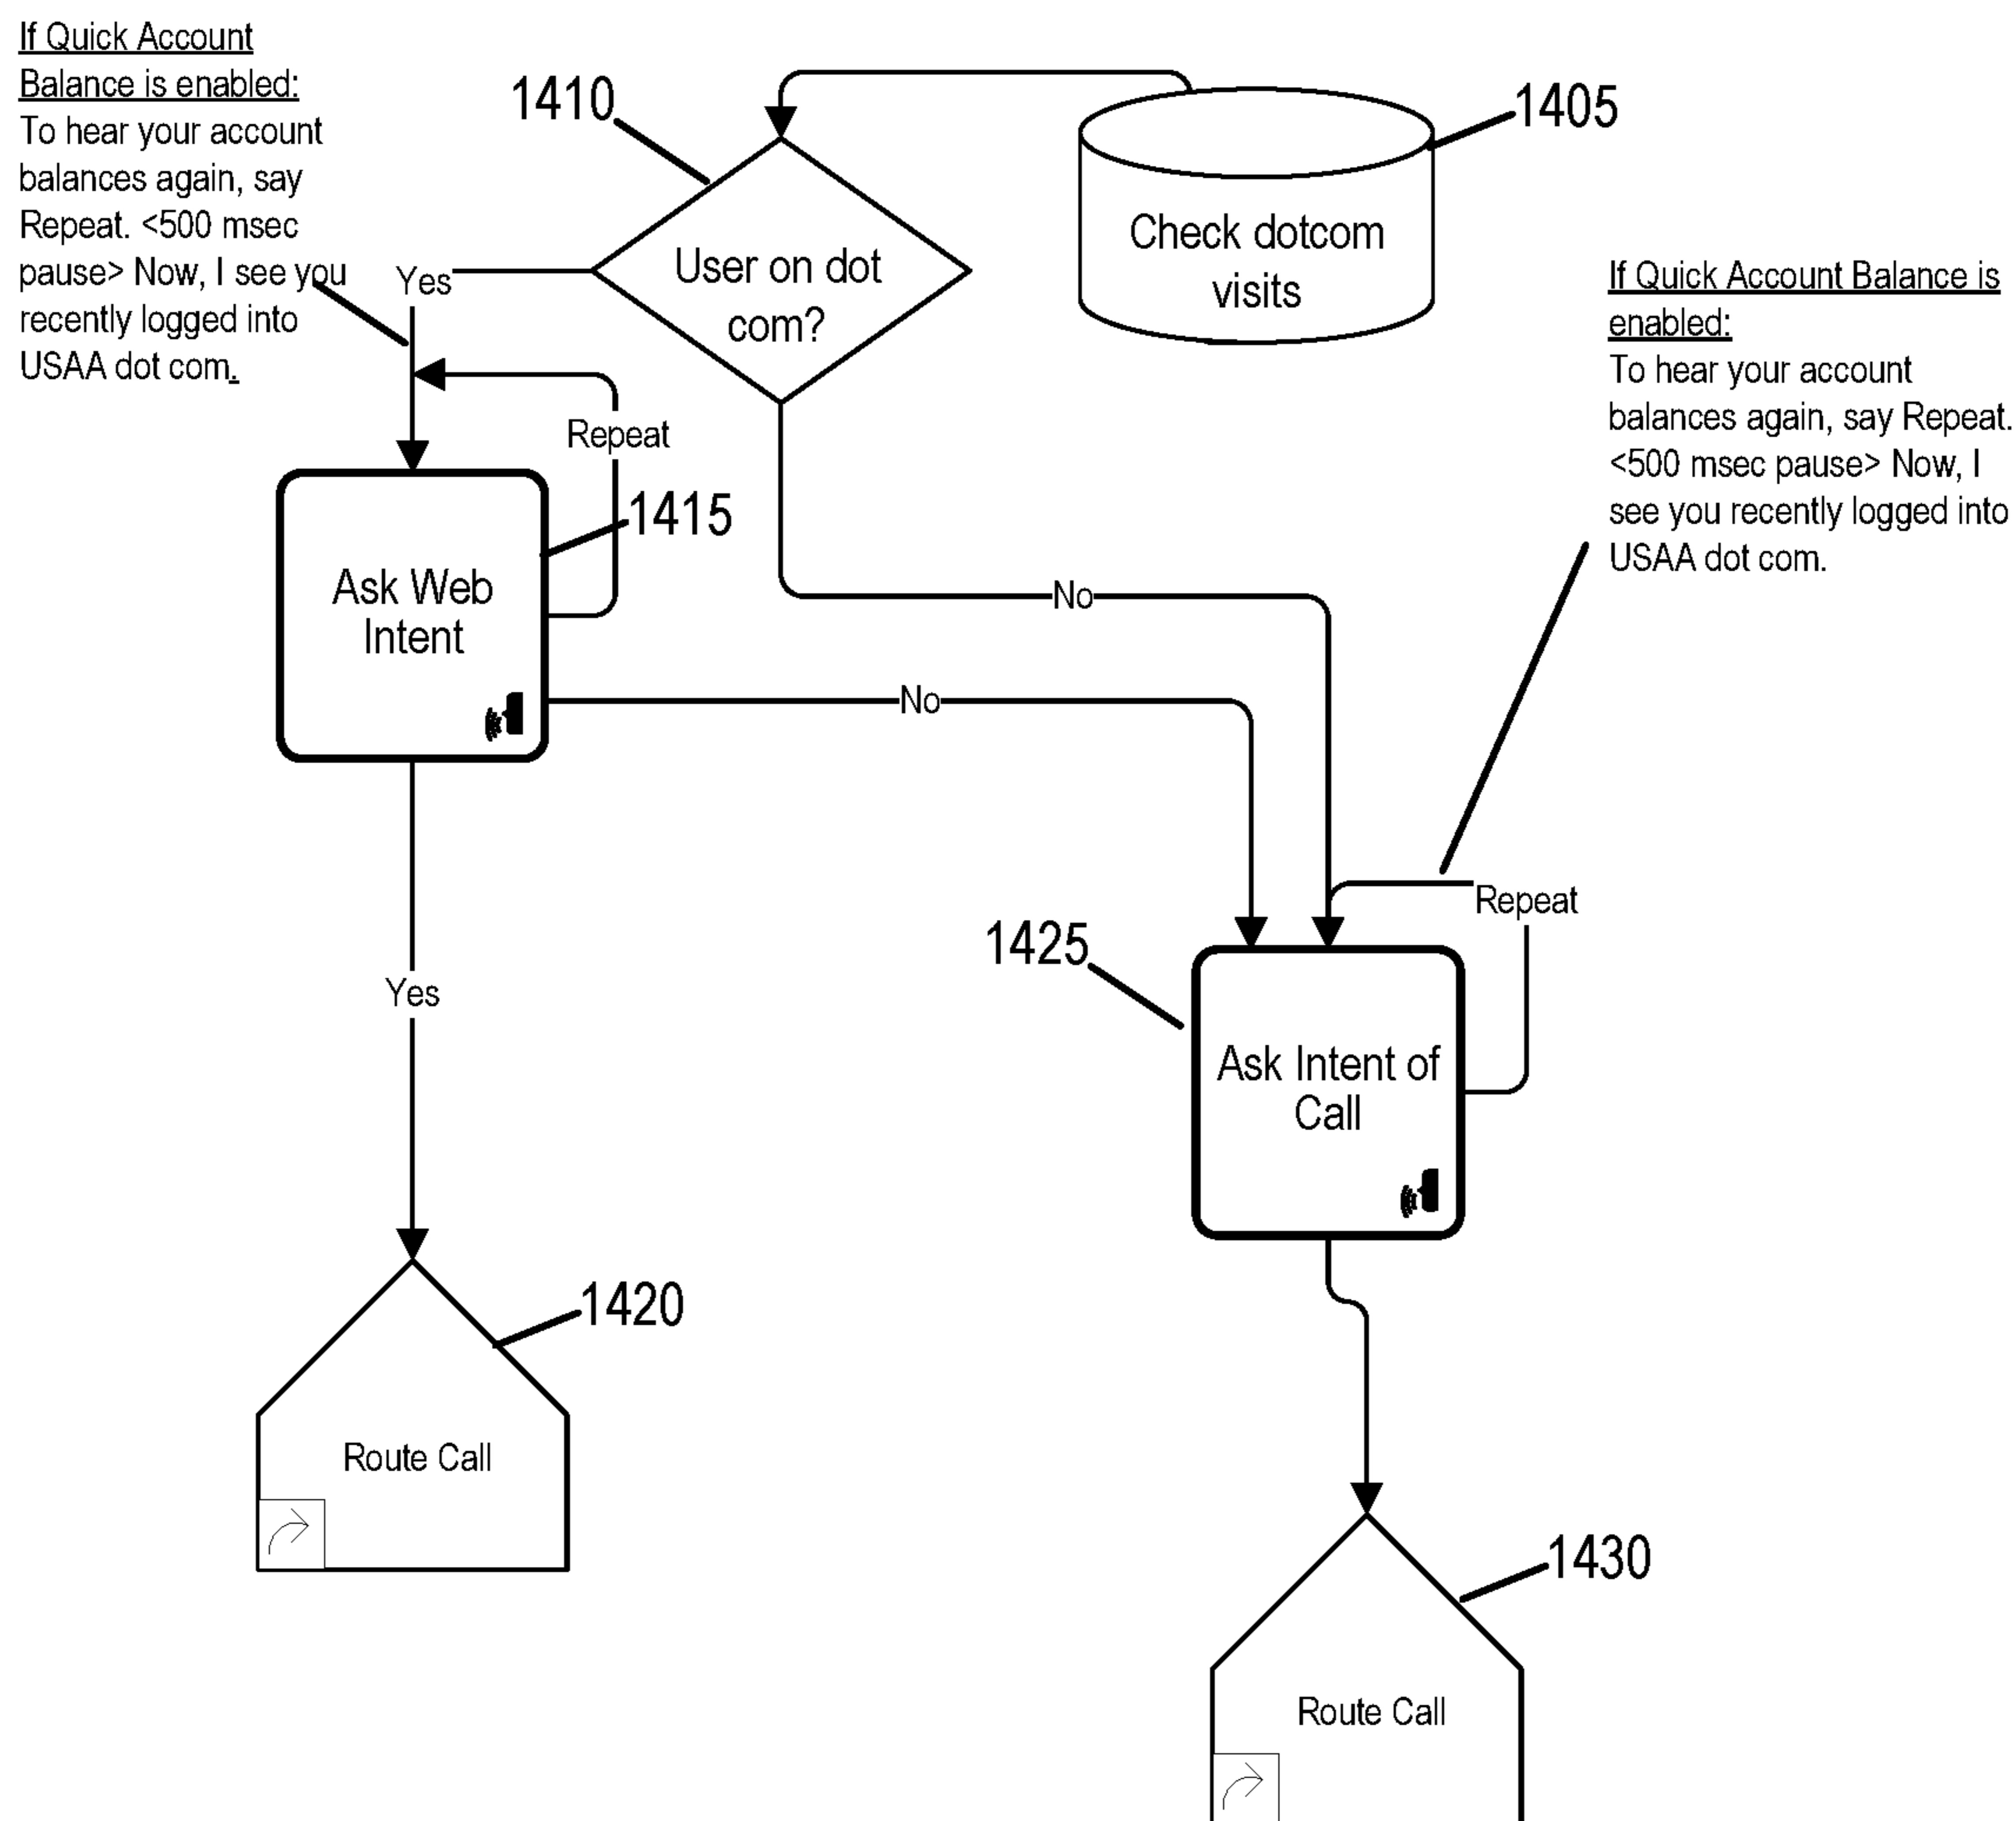 If Quick Account
Balance is enabled:
To hear your account
balances again, say
Repeat. <500 msec
pause> Now, I see you
recently logged into
USAA dot com.
1410
1405
User on dot
com?
Check dotcom
visits
Yes
Repeat
If Quick Account Balance is
enabled:
To hear your account
balances again, say Repeat.
<500 msec pause> Now, I
see you recently logged into
USAA dot com.
1415
Ask Web
Intent
No
No
Repeat
1425
Ask Intent of
Call
Yes
1420
Route Call
1430
Route Call